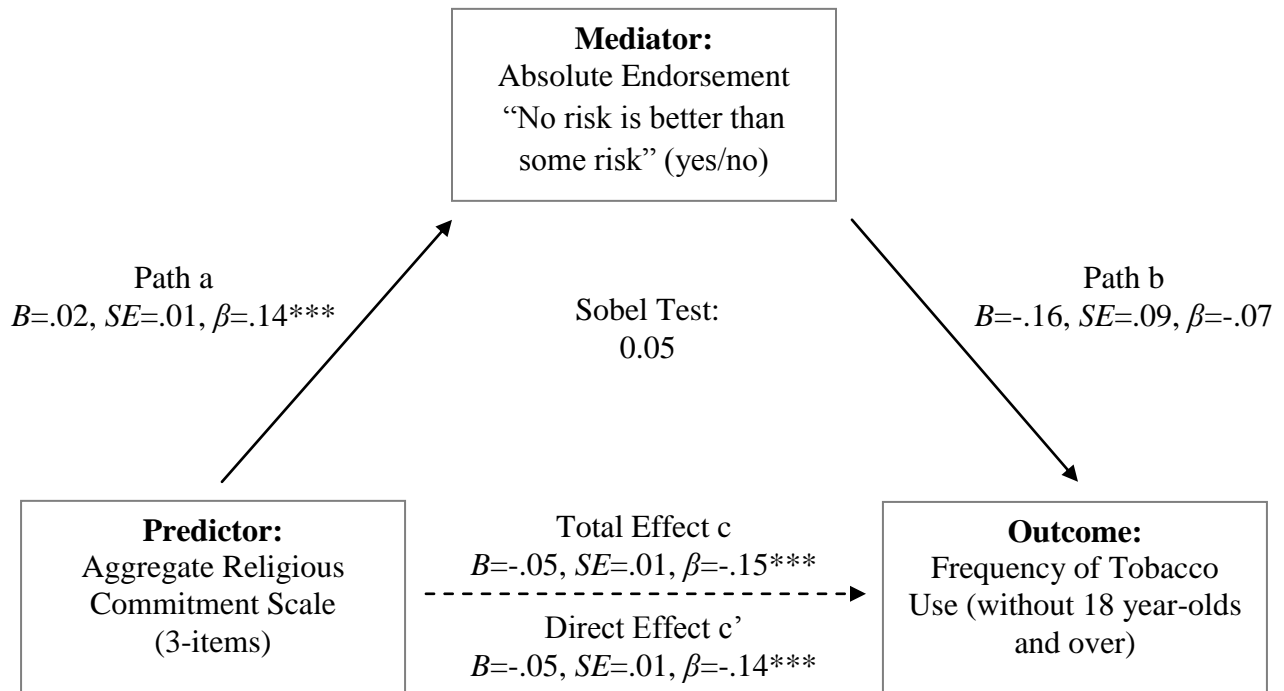 Mediator:
Absolute Endorsement
“No risk is better than
some risk” (yes/no)
Path a
B=.02, SE=.01, β=.14***
Sobel Test:
0.05
Path b
B=-.16, SE=.09, β=-.07
Predictor:
Aggregate Religious
Commitment Scale
(3-items)
Total Effect c
B=-.05, SE=.01, β=-.15***
Direct Effect c’
B=-.05, SE=.01, β=-.14***
Outcome:
Frequency of Tobacco
Use (without 18 year-olds
and over)